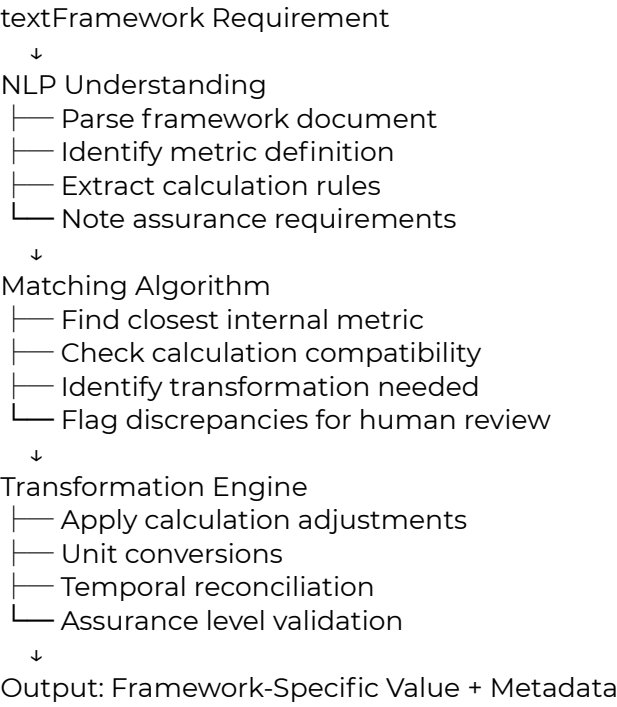 textFramework Requirement
↓
NLP Understanding
├── Parse framework document
├── Identify metric definition
├── Extract calculation rules
└── Note assurance requirements
↓
Matching Algorithm
├── Find closest internal metric
├── Check calculation compatibility
├── Identify transformation needed
└── Flag discrepancies for human review
↓
Transformation Engine
├── Apply calculation adjustments
├── Unit conversions
├── Temporal reconciliation
└── Assurance level validation
↓
Output: Framework-Specific Value + Metadata